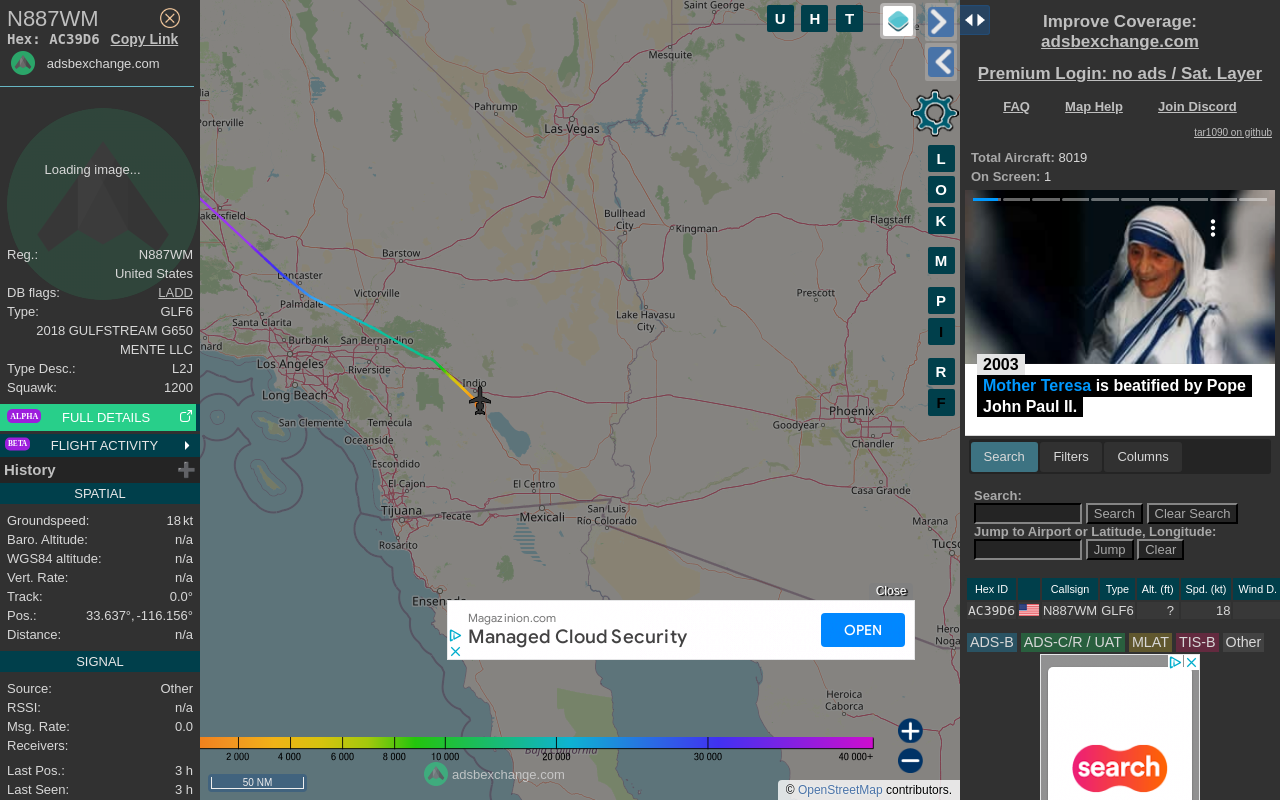 N887WM
Hex: AC39D6 Copy Link
adsbexchange.com
Loading image...
Reg.: N887WM
United States
DB flags: LADD
Type: GLF6
2018 GULFSTREAM G650
MENTE LLC
Type Desc.: L2J
Squawk: 1200
ALPHA FULL DETAILS
BETA FLIGHT ACTIVITY
History
SPATIAL
Groundspeed: 18 kt
Baro. Altitude: n/a
WGS84 altitude: n/a
Vert. Rate: n/a
Track: 0.0°
Pos.: 33.637°, -116.156°
Distance: n/a
SIGNAL
Source: Other
RSSI: n/a
Msg. Rate: 0.0
Receivers:
Last Pos.: 3 h
Last Seen: 3 h
Saint George
Mesquite
Pahrump
Las Vegas
Porterville
Bullhead
City
Kingman
Flagstaff
Barstow
Lancaster
Palmdale
Victorville
Prescott
Santa Clarita
Lake Havasu
City
Burbank
San Bernardino
Los Angeles
Riverside
Long Beach
Indio
Phoenix
San Clemente
Temecula
Goodyear
Oceanside
Chandler
Escondido
El Cajon
El Centro
Casa Grande
Tijuana
Tecate
Mexicali
San Luis
Río Colorado
Marana
Rosarito
Heroica
Caborca
U H T
L
O
K
M
P
I
R
F
Close
Magazinion.com
Managed Cloud Security
OPEN
2 000 4 000 6 000 8 000 10 000 20 000 30 000 40 000+
adsbexchange.com
50 NM
© OpenStreetMap contributors.
Improve Coverage:
adsbexchange.com
Premium Login: no ads / Sat. Layer
FAQ Map Help Join Discord
tar1090 on github
Total Aircraft: 8019
On Screen: 1
2003
Mother Teresa is beatified by Pope
John Paul II.
Search Filters Columns
Search:
Search Clear Search
Jump to Airport or Latitude, Longitude:
Jump Clear
Hex ID Callsign Type Alt. (ft) Spd. (kt) Wind D.
AC39D6 N887WM GLF6 ? 18
ADS-B ADS-C/R / UAT MLAT TIS-B Other
search